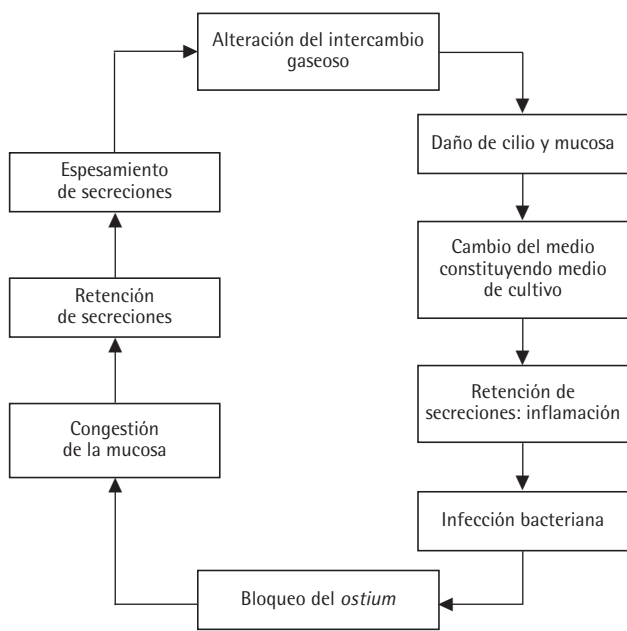 Alteración del intercambio
gaseoso
Daño de cilio y mucosa
Cambio del medio
constituyendo medio
de cultivo
Retención de
secreciones: inflamación
Infección bacteriana
Bloqueo del ostium
Congestión
de la mucosa
Retención
de secreciones
Espesamiento
de secreciones